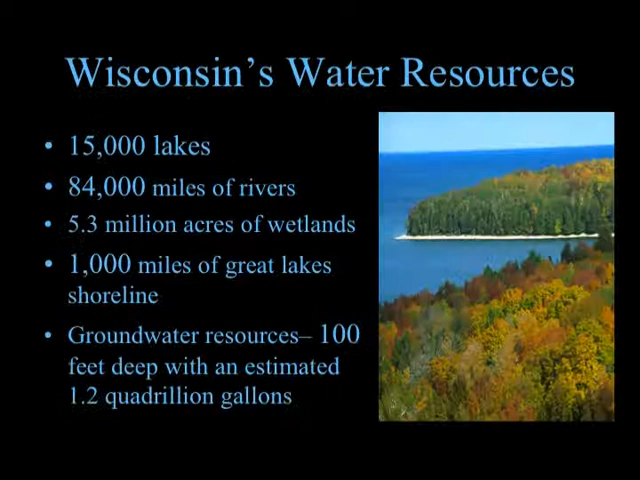 Wisconsin's Water Resources
• 15,000 lakes
• 84,000 miles of rivers
• 5.3 million acres of wetlands
• 1,000 miles of great lakes
shoreline
• Groundwater resources– 100
feet deep with an estimated
1.2 quadrillion gallons